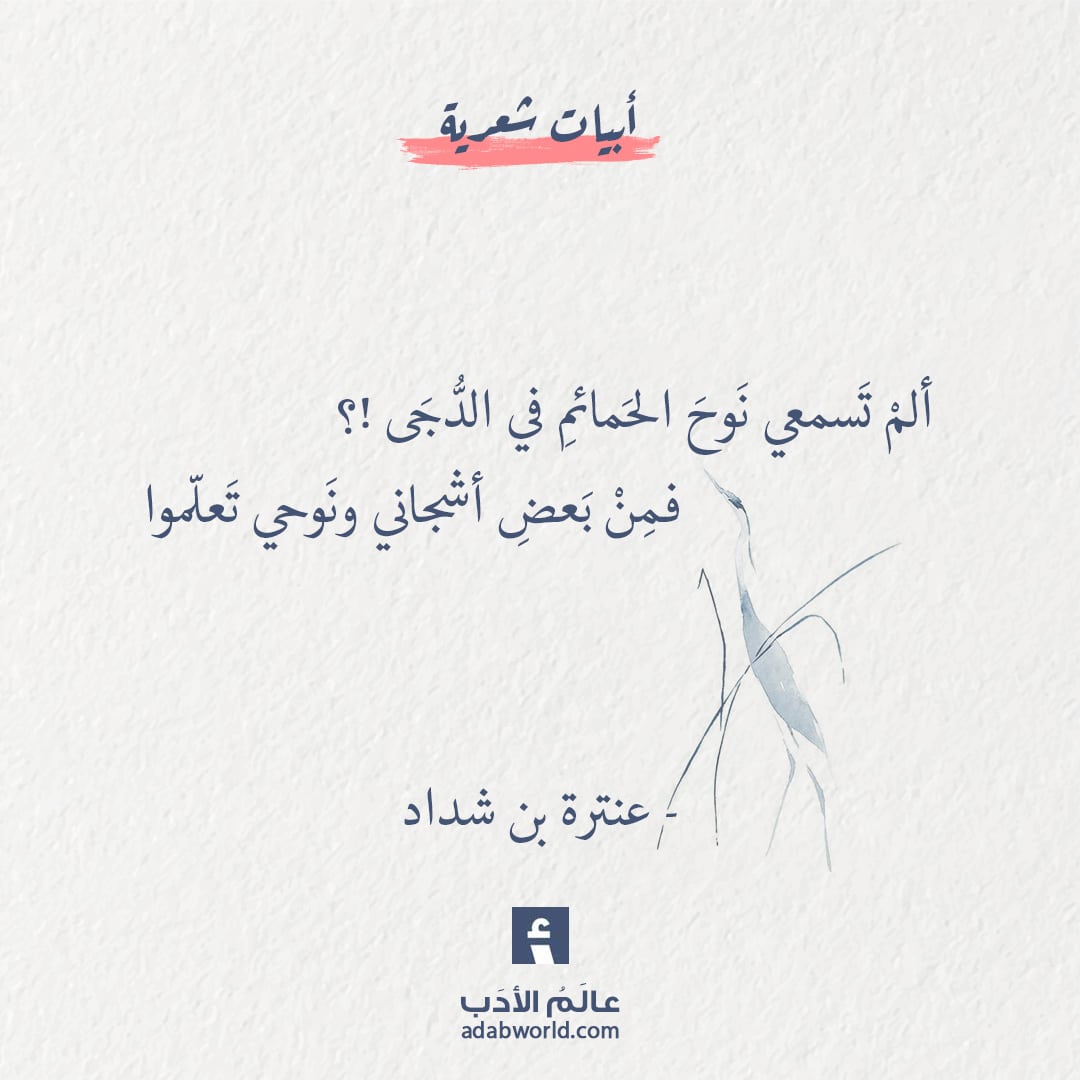 أبيات شعرية
ألمْ تَسمعي نَوحَ الحَمائمِ في الدُّجَى !؟
فمِنْ بَعضِ أشجاني ونَوحي تَعلّموا
- عنترة بن شداد
أ
عالَمُ الأدَب
adabworld.com